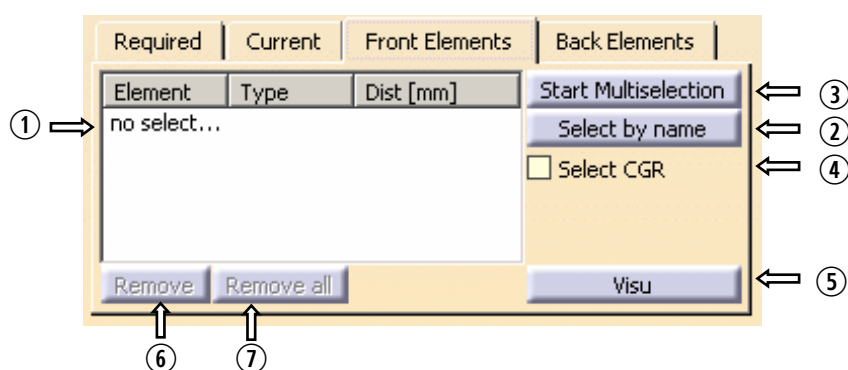 Required Current Front Elements Back Elements
Element Type Dist [mm] Start Multiselection ③
① no select... Select by name ②
Select CGR ④
Remove Remove all Visu ⑤
⑥ ⑦